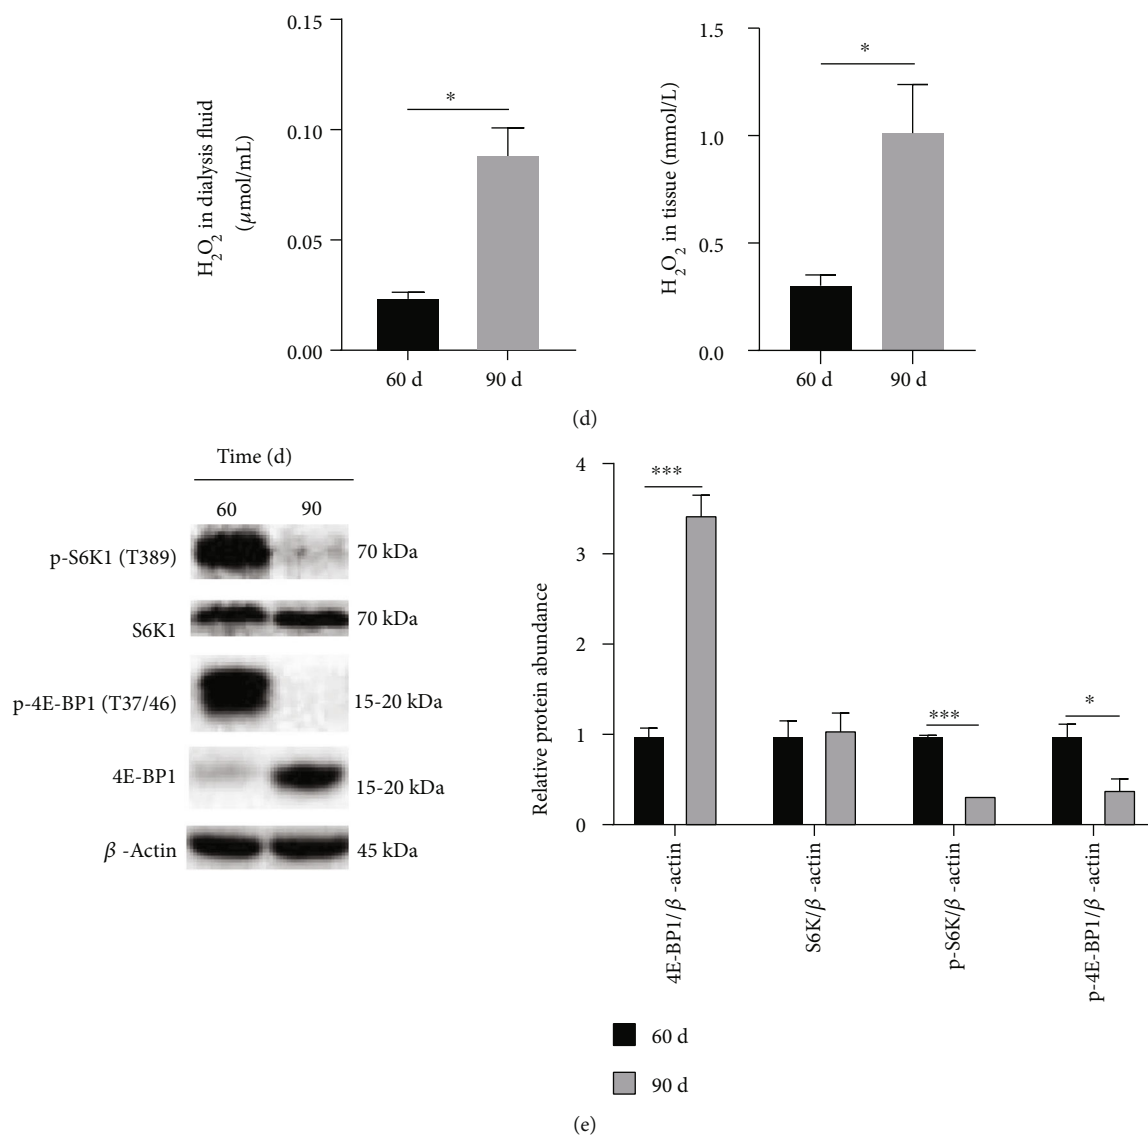 H2O2 in dialysis fluid
(μmol/mL)
0.15
0.10
0.05
0.00
*
60 d
90 d
H2O2 in tissue (mmol/L)
1.5
1.0
0.5
0.0
*
60 d
90 d
(d)
Time (d)
60
90
p-S6K1 (T389)
70 kDa
S6K1
70 kDa
p-4E-BP1 (T37/46)
15-20 kDa
4E-BP1
15-20 kDa
β -Actin
45 kDa
Relative protein abundance
4
3
2
1
0
***
***
*
4E-BP1/β -actin
S6K/β -actin
p-S6K/β -actin
p-4E-BP1/β -actin
60 d
90 d
(e)